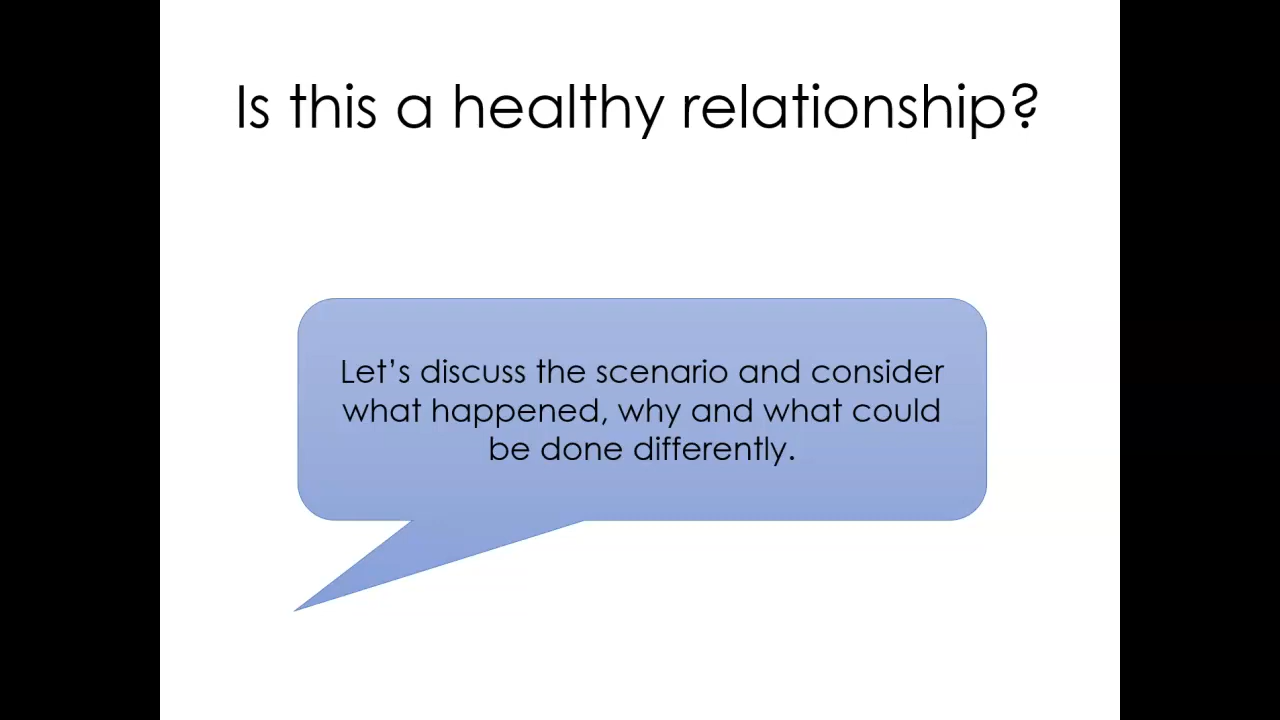 Is this a healthy relationship?
Let’s discuss the scenario and consider
what happened, why and what could
be done differently.